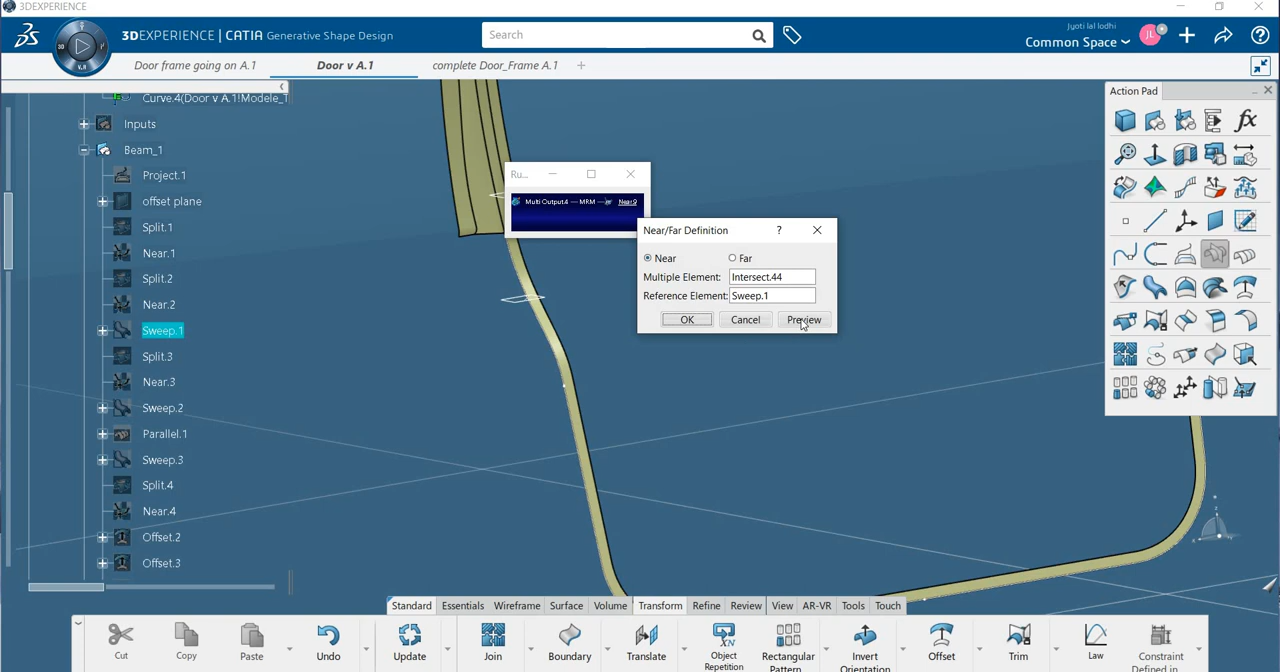 3DEXPERIENCE
3DEXPERIENCE | CATIA Generative Shape Design
Search
Jyoti lal lodhi
Common Space
JL
3D
V.R
Door frame going on A.1
Door v A.1
complete Door_Frame A.1
Curve.4(Door v A.1!Modele_1
Inputs
Beam_1
Project.1
offset plane
Split.1
Near.1
Split.2
Near.2
Sweep.1
Split.3
Near.3
Sweep.2
Parallel.1
Sweep.3
Split.4
Near.4
Offset.2
Offset.3
Ru...
Multi Output.4 — MRM — Near.9
Near/Far Definition
Near
Far
Multiple Element: Intersect.44
Reference Element: Sweep.1
OK
Cancel
Preview
Action Pad
fx
Standard Essentials Wireframe Surface Volume Transform Refine Review View AR-VR Tools Touch
Cut
Copy
Paste
Undo
Update
Join
Boundary
Translate
Object Repetition
Rectangular Pattern
Invert Orientation
Offset
Trim
Law
Constraint Defined in